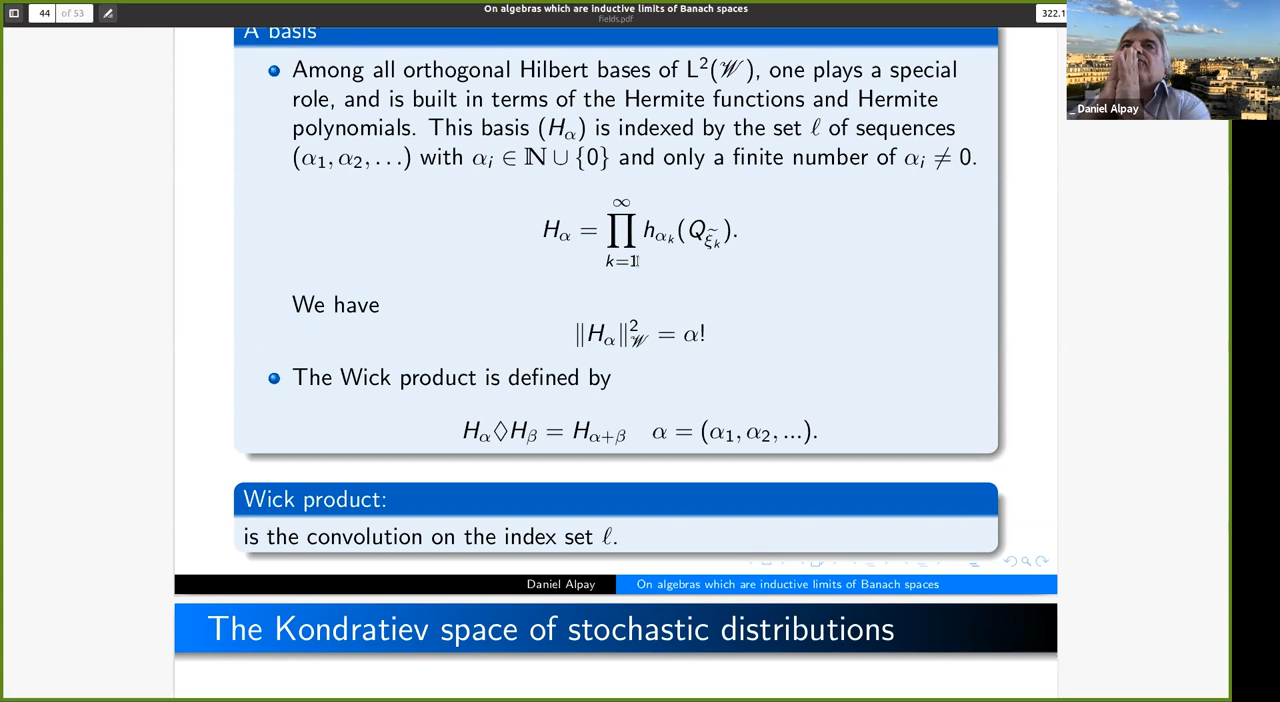 44 of 53
On algebras which are inductive limits of Banach spaces
fields.pdf
322.1
Daniel Alpay
A basis
Among all orthogonal Hilbert bases of L²(𝒲), one plays a special
role, and is built in terms of the Hermite functions and Hermite
polynomials. This basis (H_α) is indexed by the set ℓ of sequences
(α₁, α₂, . . .) with αᵢ ∈ ℕ ∪ {0} and only a finite number of αᵢ ≠ 0.
H_α = ∏_{k=1}^{∞} h_{α_k}(Q_{ξ̃_k}).
We have
‖H_α‖²_𝒲 = α!
The Wick product is defined by
H_α◊H_β = H_{α+β} α = (α₁, α₂, ...).
Wick product:
is the convolution on the index set ℓ.
Daniel Alpay On algebras which are inductive limits of Banach spaces
The Kondratiev space of stochastic distributions